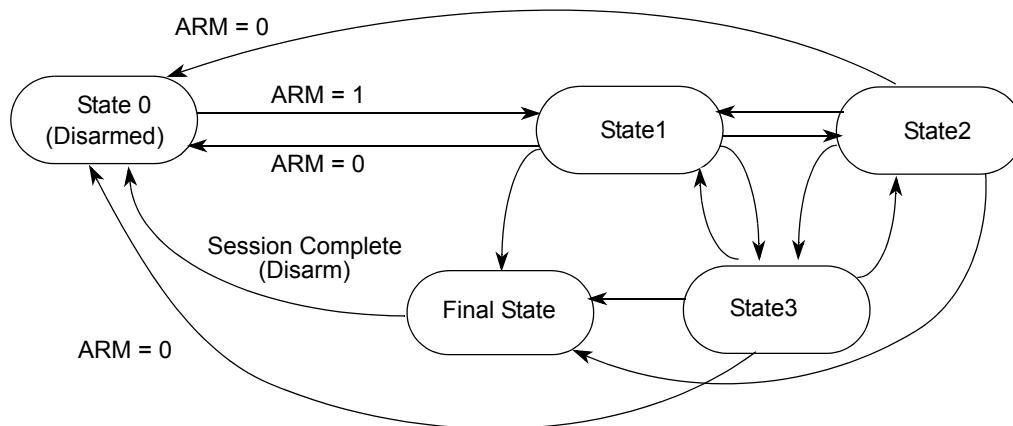 ARM = 0
State 0
(Disarmed)
ARM = 1
ARM = 0
State1
State2
Session Complete
(Disarm)
Final State
State3
ARM = 0